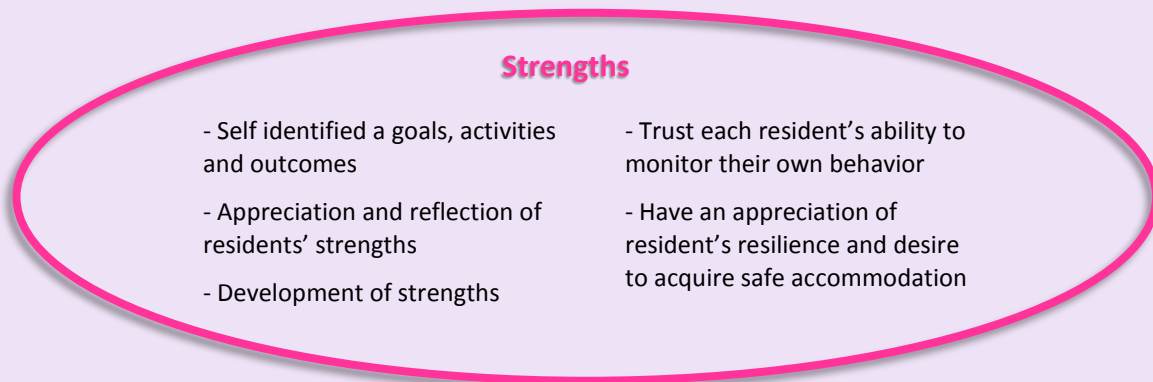 Strengths
- Self identified a goals, activities
and outcomes
- Appreciation and reflection of
residents’ strengths
- Development of strengths
- Trust each resident’s ability to
monitor their own behavior
- Have an appreciation of
resident’s resilience and desire
to acquire safe accommodation